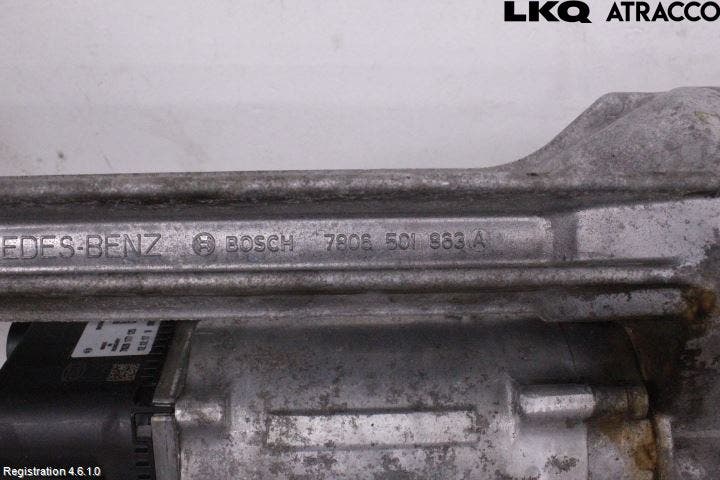 LKQ ATRACCO
EDES-BENZ BOSCH 7806 501 863 A
Registration 4.6.1.0